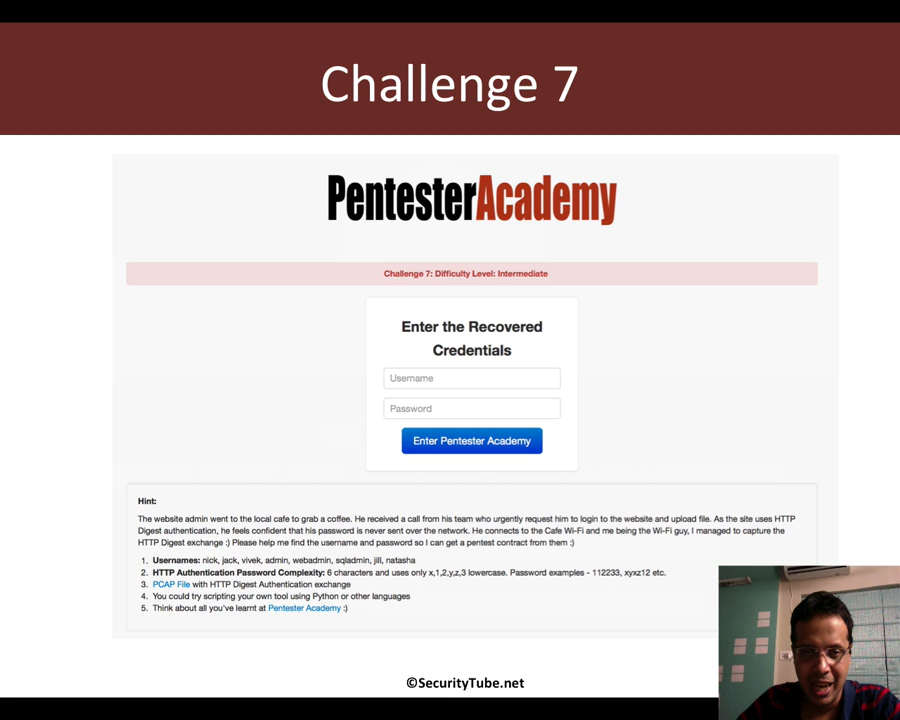 Challenge 7
PentesterAcademy
Challenge 7: Difficulty Level: Intermediate
Enter the Recovered
Credentials
Username
Password
Enter Pentester Academy
Hint:
The website admin went to the local cafe to grab a coffee. He received a call from his team who urgently request him to login to the website and upload file. As the site uses HTTP
Digest authentication, he feels confident that his password is never sent over the network. He connects to the Cafe Wi-Fi and me being the Wi-Fi guy, I managed to capture the
HTTP Digest exchange :) Please help me find the username and password so I can get a pentest contract from them :)
1. Usernames: nick, jack, vivek, admin, webadmin, sqladmin, jill, natasha
2. HTTP Authentication Password Complexity: 6 characters and uses only x,1,2,y,z,3 lowercase. Password examples - 112233, xyxz12 etc.
3. PCAP File with HTTP Digest Authentication exchange
4. You could try scripting your own tool using Python or other languages
5. Think about all you've learnt at Pentester Academy :)
©SecurityTube.net